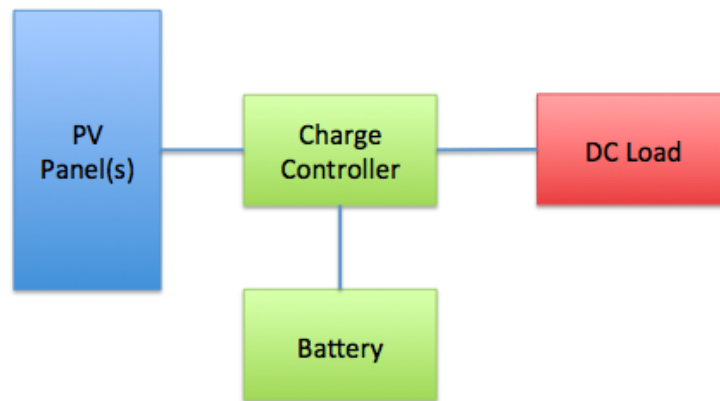 PV
Panel(s)
Charge
Controller
DC Load
Battery